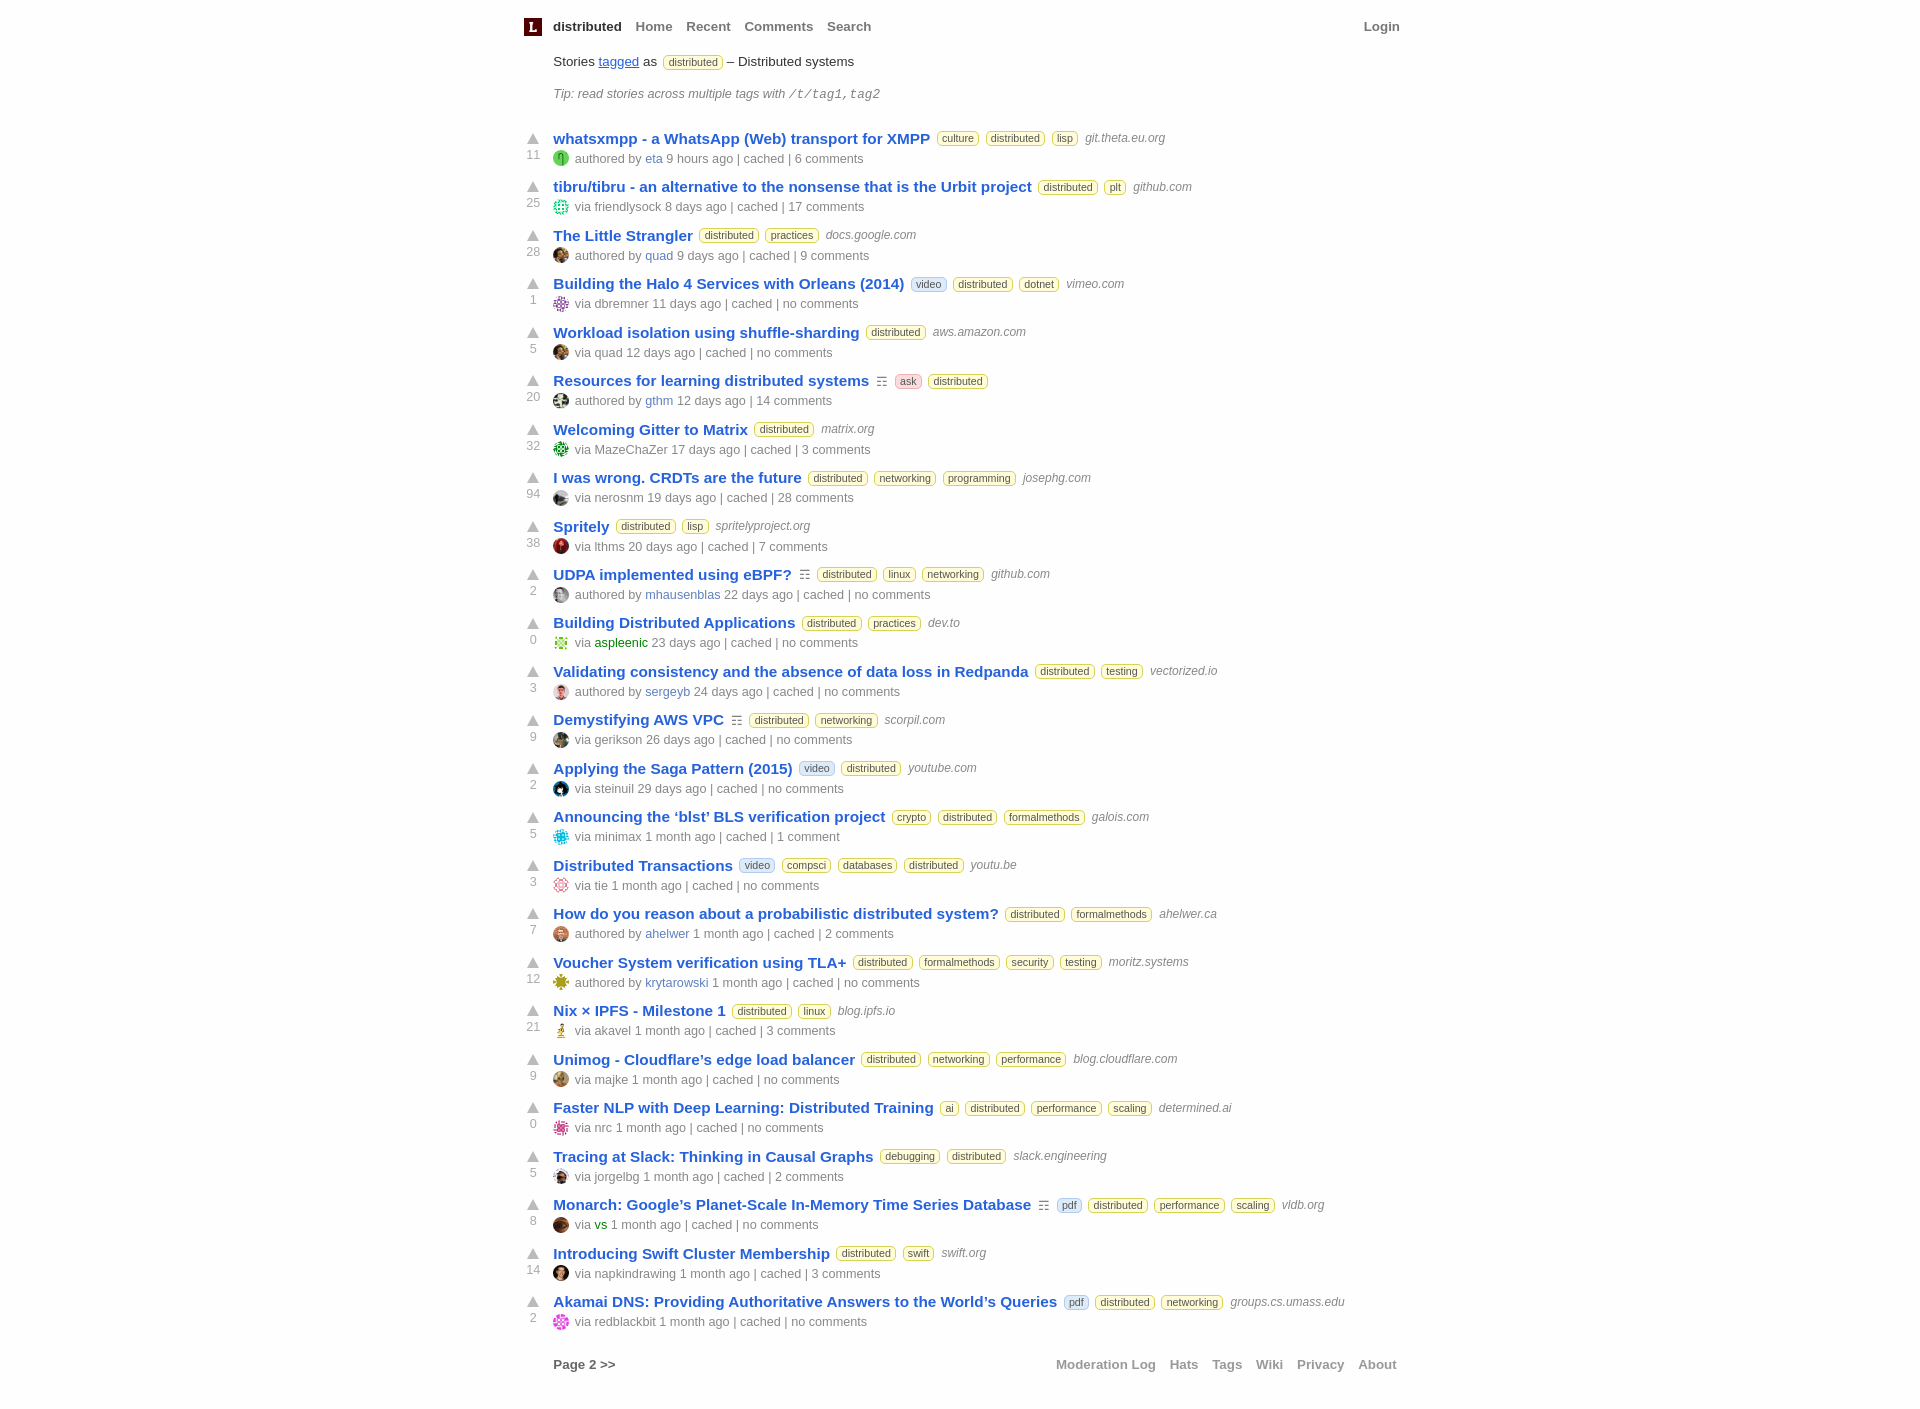 L distributed Home Recent Comments Search Login
Stories tagged as distributed – Distributed systems
Tip: read stories across multiple tags with /t/tag1,tag2
whatsxmpp - a WhatsApp (Web) transport for XMPP culture distributed lisp git.theta.eu.org
11 authored by eta 9 hours ago | cached | 6 comments
tibru/tibru - an alternative to the nonsense that is the Urbit project distributed plt github.com
25 via friendlysock 8 days ago | cached | 17 comments
The Little Strangler distributed practices docs.google.com
28 authored by quad 9 days ago | cached | 9 comments
Building the Halo 4 Services with Orleans (2014) video distributed dotnet vimeo.com
1 via dbremner 11 days ago | cached | no comments
Workload isolation using shuffle-sharding distributed aws.amazon.com
5 via quad 12 days ago | cached | no comments
Resources for learning distributed systems ☶ ask distributed
20 authored by gthm 12 days ago | 14 comments
Welcoming Gitter to Matrix distributed matrix.org
32 via MazeChaZer 17 days ago | cached | 3 comments
I was wrong. CRDTs are the future distributed networking programming josephg.com
94 via nerosnm 19 days ago | cached | 28 comments
Spritely distributed lisp spritelyproject.org
38 via lthms 20 days ago | cached | 7 comments
UDPA implemented using eBPF? ☶ distributed linux networking github.com
2 authored by mhausenblas 22 days ago | cached | no comments
Building Distributed Applications distributed practices dev.to
0 via aspleenic 23 days ago | cached | no comments
Validating consistency and the absence of data loss in Redpanda distributed testing vectorized.io
3 authored by sergeyb 24 days ago | cached | no comments
Demystifying AWS VPC ☶ distributed networking scorpil.com
9 via gerikson 26 days ago | cached | no comments
Applying the Saga Pattern (2015) video distributed youtube.com
2 via steinuil 29 days ago | cached | no comments
Announcing the ‘blst’ BLS verification project crypto distributed formalmethods galois.com
5 via minimax 1 month ago | cached | 1 comment
Distributed Transactions video compsci databases distributed youtu.be
3 via tie 1 month ago | cached | no comments
How do you reason about a probabilistic distributed system? distributed formalmethods ahelwer.ca
7 authored by ahelwer 1 month ago | cached | 2 comments
Voucher System verification using TLA+ distributed formalmethods security testing moritz.systems
12 authored by krytarowski 1 month ago | cached | no comments
Nix × IPFS - Milestone 1 distributed linux blog.ipfs.io
21 via akavel 1 month ago | cached | 3 comments
Unimog - Cloudflare’s edge load balancer distributed networking performance blog.cloudflare.com
9 via majke 1 month ago | cached | no comments
Faster NLP with Deep Learning: Distributed Training ai distributed performance scaling determined.ai
0 via nrc 1 month ago | cached | no comments
Tracing at Slack: Thinking in Causal Graphs debugging distributed slack.engineering
5 via jorgelbg 1 month ago | cached | 2 comments
Monarch: Google’s Planet-Scale In-Memory Time Series Database ☶ pdf distributed performance scaling vldb.org
8 via vs 1 month ago | cached | no comments
Introducing Swift Cluster Membership distributed swift swift.org
14 via napkindrawing 1 month ago | cached | 3 comments
Akamai DNS: Providing Authoritative Answers to the World’s Queries pdf distributed networking groups.cs.umass.edu
2 via redblackbit 1 month ago | cached | no comments
Page 2 >> Moderation Log Hats Tags Wiki Privacy About